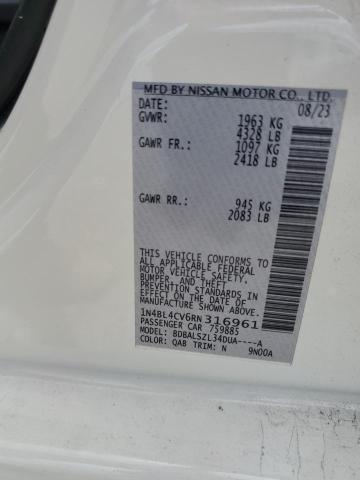 MFD BY NISSAN MOTOR CO., LTD.
DATE: 08/23
GVWR: 1963 KG
4328 LB
GAWR FR.: 1097 KG
2418 LB
GAWR RR.: 945 KG
2083 LB
THIS VEHICLE CONFORMS TO
ALL APPLICABLE FEDERAL
MOTOR VEHICLE SAFETY,
BUMPER, AND THEFT
PREVENTION STANDARDS IN
EFFECT ON THE DATE OF
MANUFACTURE SHOWN ABOVE.
1N4BL4CV6RN316961
PASSENGER CAR 759885
MODEL: BDBALSZL34DUA----A
COLOR: QAB TRIM: N 9N00A